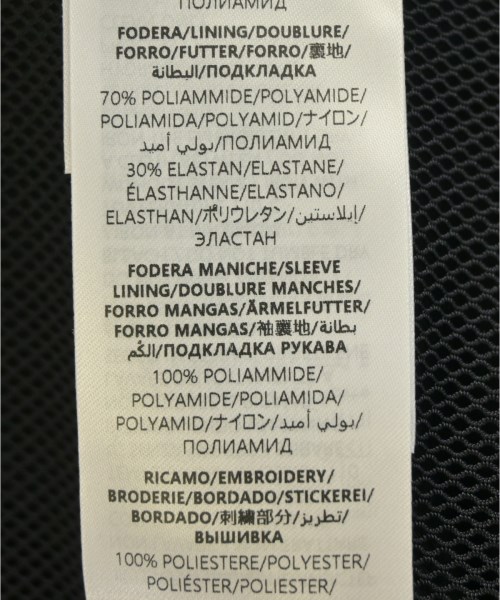 ПОЛИАМИД
FODERA/LINING/DOUBLURE/
FORRO/FUTTER/FORRO/裏地/
البطانة/ПОДКЛАДКА
70% POLIAMMIDE/POLYAMIDE/
POLIAMIDA/POLYAMID/ナイロン/
بولي أميد/ПОЛИАМИД
30% ELASTAN/ELASTANE/
ÉLASTHANNE/ELASTANO/
ELASTHAN/ポリウレタン/إيلاستين/
ЭЛАСТАН
FODERA MANICHE/SLEEVE
LINING/DOUBLURE MANCHES/
FORRO MANGAS/ÄRMELFUTTER/
FORRO MANGAS/袖裏地/بطانة
الكُم/ПОДКЛАДКА РУКАВА
100% POLIAMMIDE/
POLYAMIDE/POLIAMIDA/
POLYAMID/ナイロン/بولي أميد/
ПОЛИАМИД
RICAMO/EMBROIDERY/
BRODERIE/BORDADO/STICKEREI/
BORDADO/刺繍部分/تطريز/
ВЫШИВКА
100% POLIESTERE/POLYESTER/
POLIÉSTER/POLIESTER/